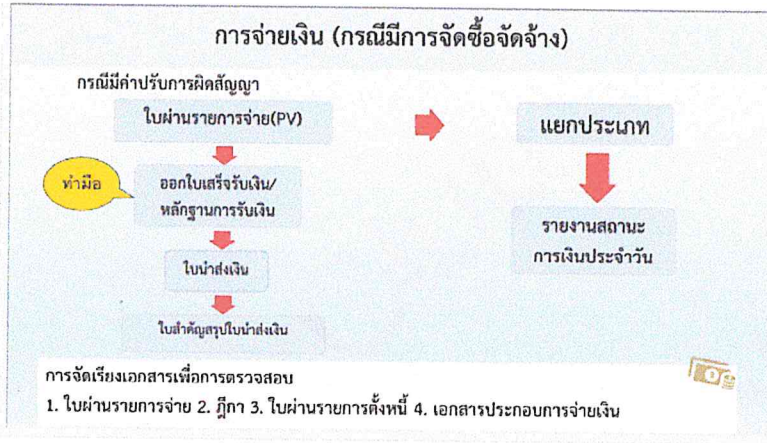 การจ่ายเงิน (กรณีมีการจัดซื้อจัดจ้าง)
กรณีมีค่าปรับการผิดสัญญา
ใบผ่านรายการจ่าย(PV)
แยกประเภท
ทำมือ
ออกใบเสร็จรับเงิน/
หลักฐานการรับเงิน
รายงานสถานะ
การเงินประจำวัน
ใบนำส่งเงิน
ใบสำคัญสรุปใบนำส่งเงิน
การจัดเรียงเอกสารเพื่อการตรวจสอบ
1. ใบผ่านรายการจ่าย 2. ฎีกา 3. ใบผ่านรายการตั้งหนี้ 4. เอกสารประกอบการจ่ายเงิน